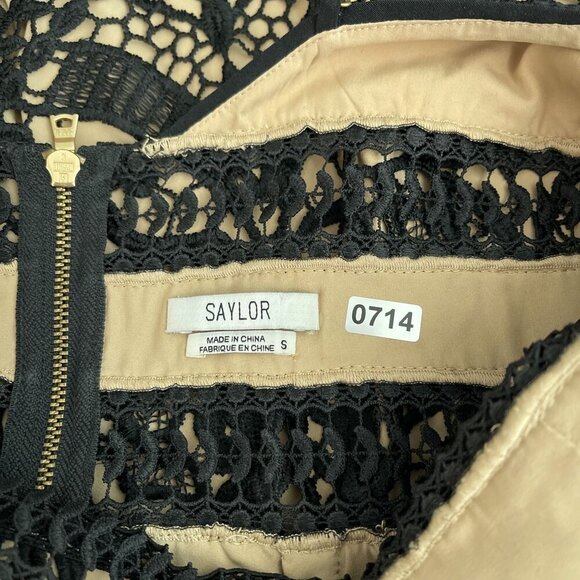 SAYLOR
0714
MADE IN CHINA
FABRIQUE EN CHINE
S